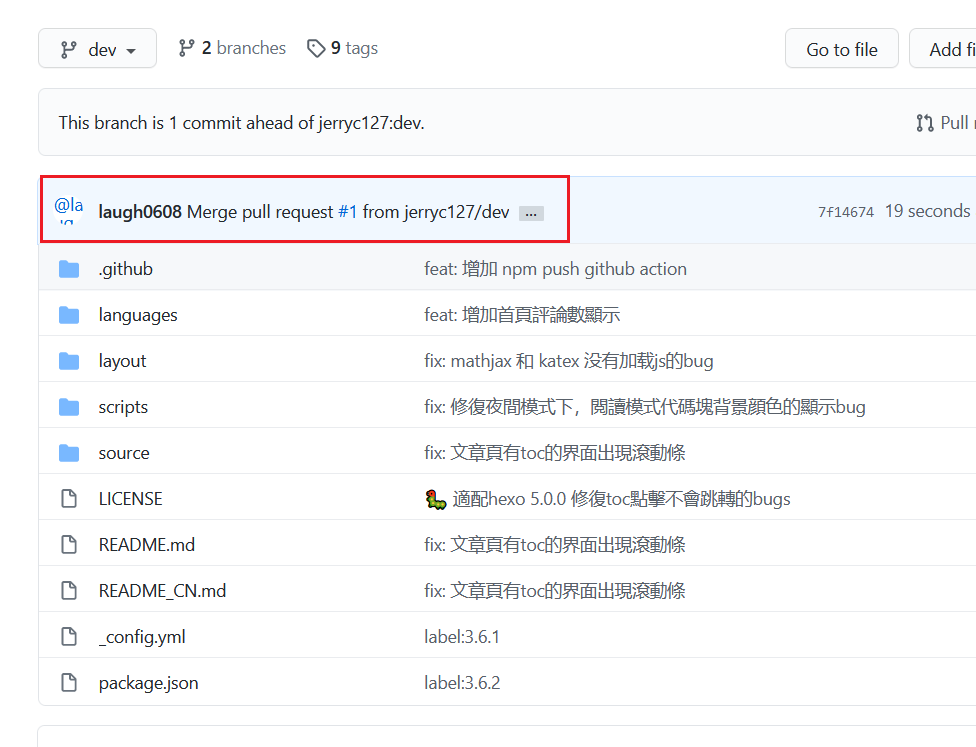 dev 2 branches 9 tags Go to file Add fi
This branch is 1 commit ahead of jerryc127:dev. Pull
@la
laugh0608 Merge pull request #1 from jerryc127/dev ... 7f14674 19 seconds
.github feat: 增加 npm push github action
languages feat: 增加首頁評論數顯示
layout fix: mathjax 和 katex 没有加载js的bug
scripts fix: 修復夜間模式下，閱讀模式代碼塊背景顔色的顯示bug
source fix: 文章頁有toc的界面出現滾動條
LICENSE 🐛 適配hexo 5.0.0 修復toc點擊不會跳轉的bugs
README.md fix: 文章頁有toc的界面出現滾動條
README_CN.md fix: 文章頁有toc的界面出現滾動條
_config.yml label:3.6.1
package.json label:3.6.2